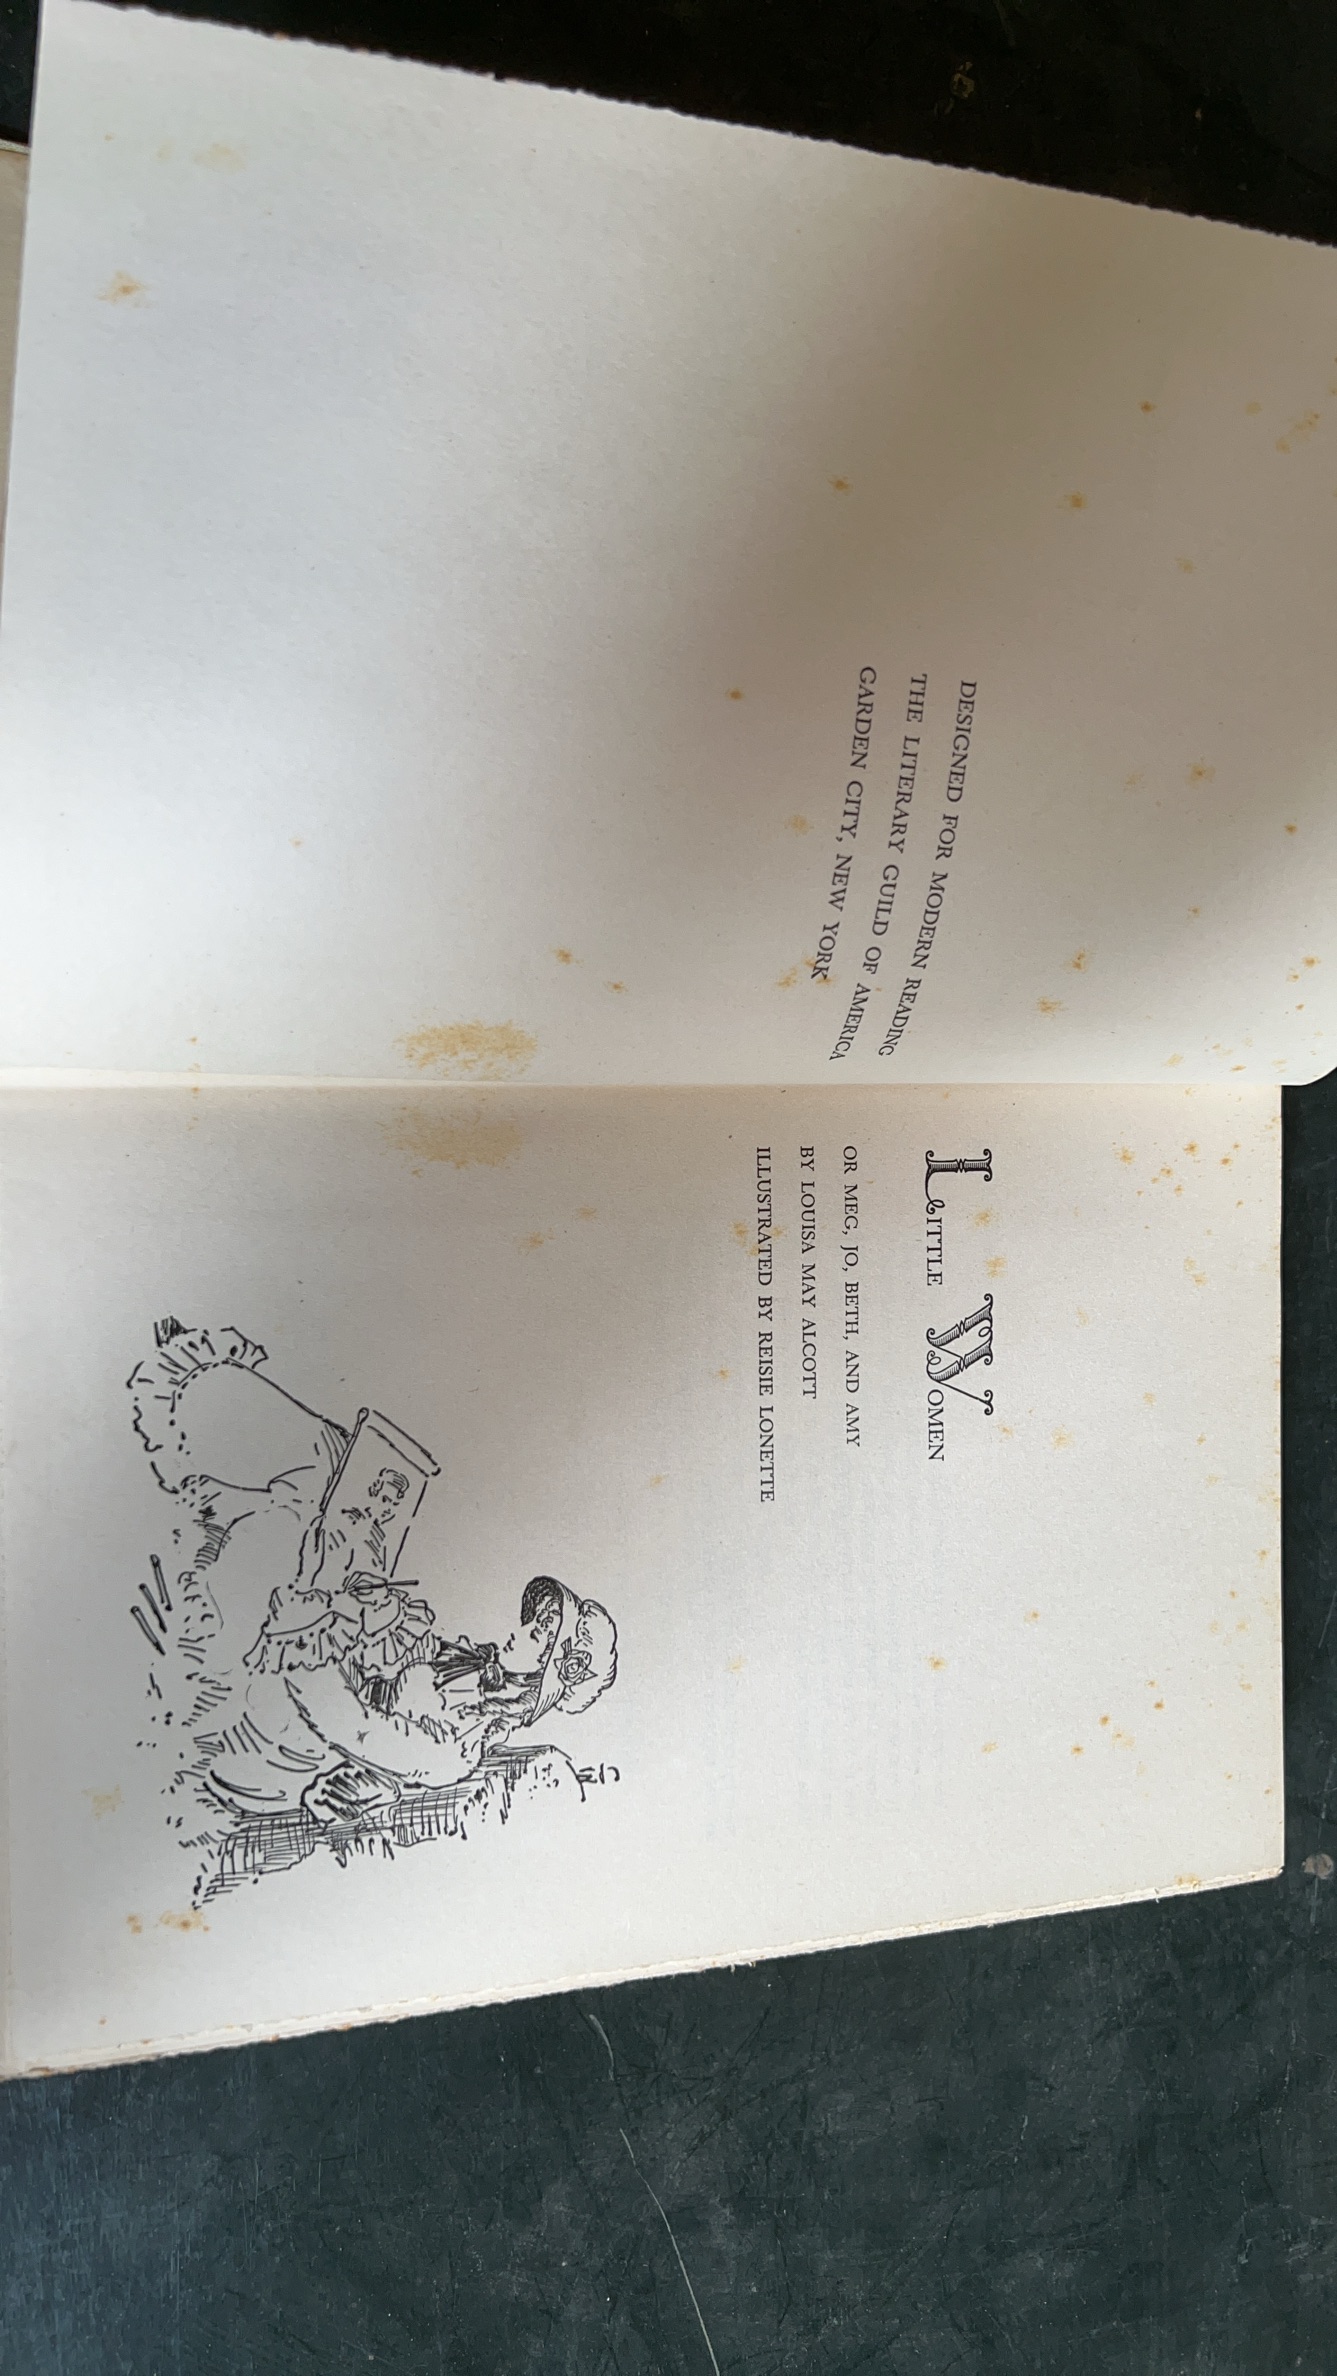 DESIGNED FOR MODERN READING
THE LITERARY GUILD OF AMERICA
GARDEN CITY, NEW YORK
LITTLE WOMEN
OR MEG, JO, BETH, AND AMY
BY LOUISA MAY ALCOTT
ILLUSTRATED BY REISIE LONETTE